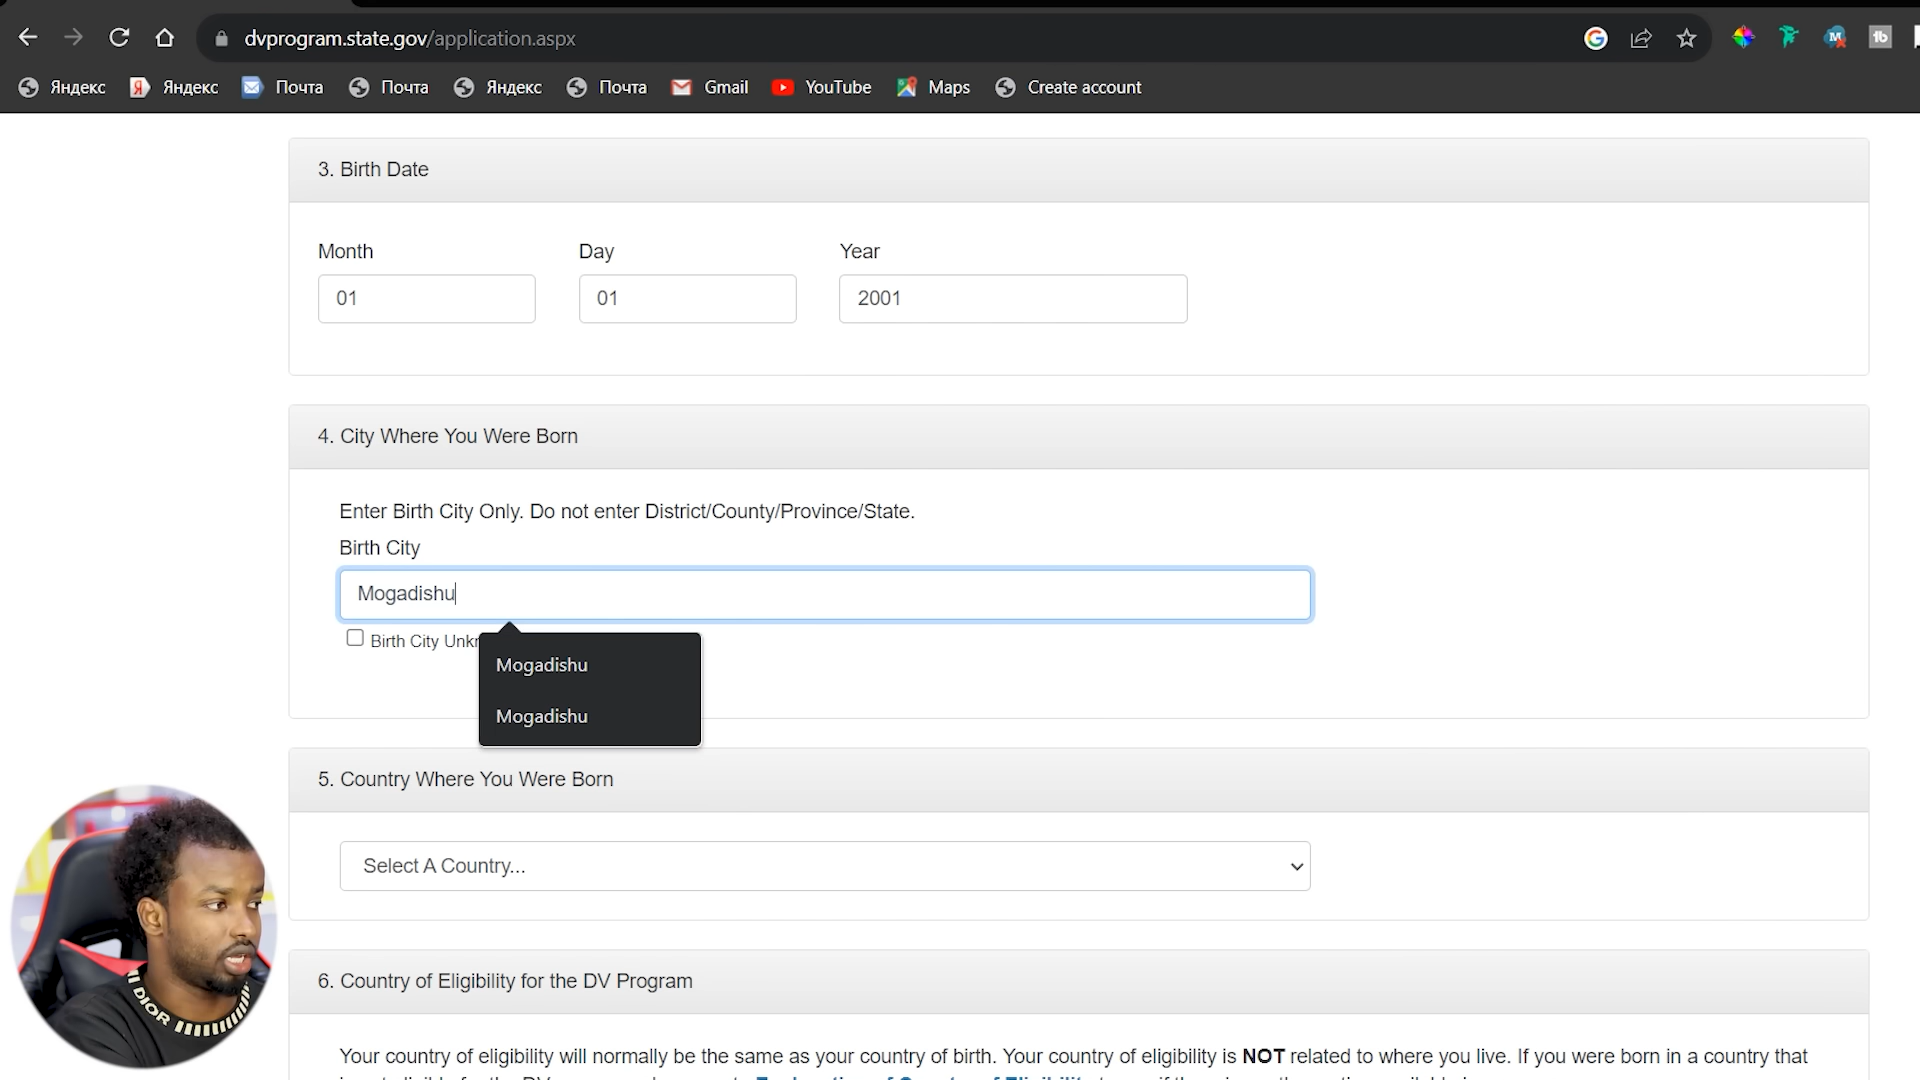 dvprogram.state.gov/application.aspx
Яндекс Яндекс Почта Почта Яндекс Почта Gmail YouTube Maps Create account
3. Birth Date
Month Day Year
01 01 2001
4. City Where You Were Born
Enter Birth City Only. Do not enter District/County/Province/State.
Birth City
Mogadishu
Birth City Unk
Mogadishu
Mogadishu
5. Country Where You Were Born
Select A Country...
6. Country of Eligibility for the DV Program
Your country of eligibility will normally be the same as your country of birth. Your country of eligibility is NOT related to where you live. If you were born in a country that
DIOR